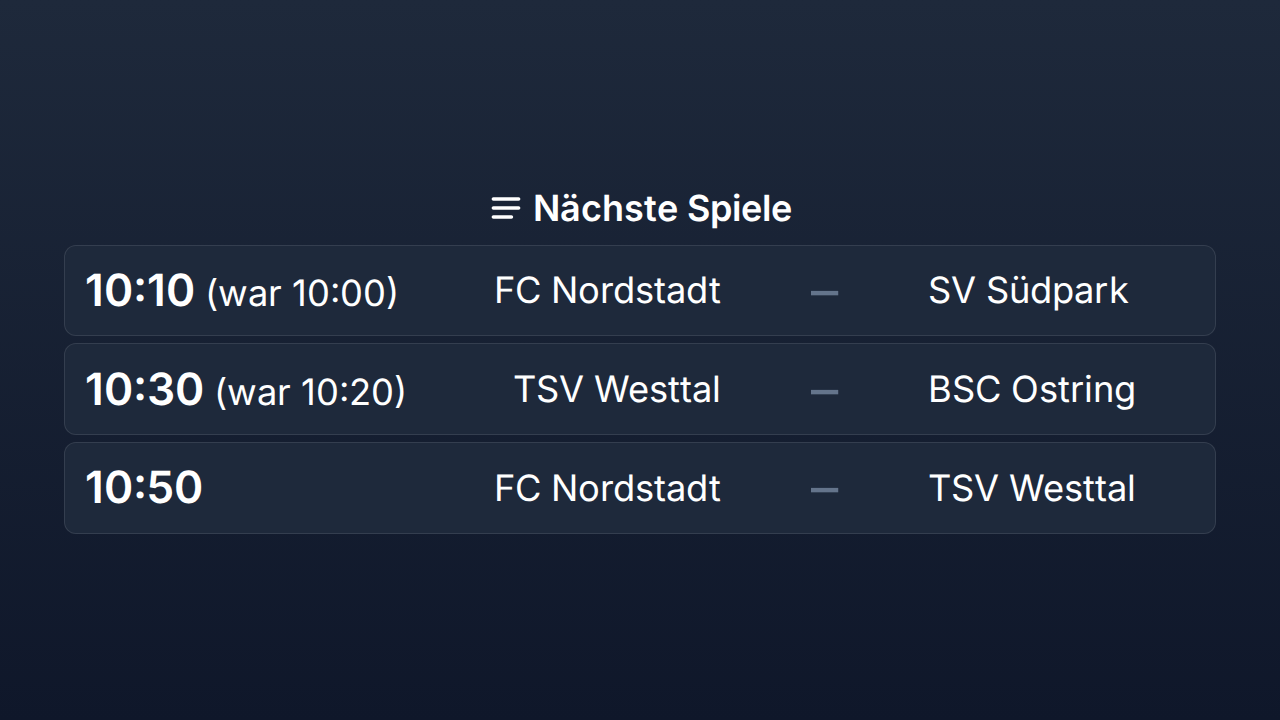 Nächste Spiele
10:10 (war 10:00) FC Nordstadt – SV Südpark
10:30 (war 10:20) TSV Westtal – BSC Ostring
10:50 FC Nordstadt – TSV Westtal